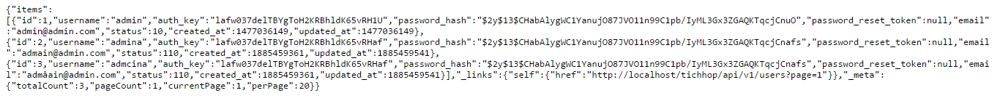 {"items":
[{"id":1,"username":"admin","auth_key":"lafw037delTBYgToH2KRBhldK65vRH1U","password_hash":"$2y$13$CHabAlygWC1YanujO87JVO11n99C1pb/IyML3Gx3ZGAQKTqcjCnuO","password_reset_token":null,"email"
:"admin@admin.com","status":10,"created_at":1477036149,"updated_at":1477036149},
{"id":2,"username":"admina","auth_key":"lafw037delTBYgToH2KRBhldK65vRHaf","password_hash":"$2y$13$CHabAlygWC1YanujO87JVO11n99C1pb/IyML3Gx3ZGAQKTqcjCnafs","password_reset_token":null,"email
":"admain@admin.com","status":110,"created_at":1885459361,"updated_at":1885459541},
{"id":3,"username":"admcina","auth_key":"lafw037delTBYgToH2KRBhldK65vRHaf","password_hash":"$2y$13$CHabAlygWC1YanujO87JVO11n99C1pb/IyML3Gx3ZGAQKTqcjCnafs","password_reset_token":null,"emai
l":"admâain@admin.com","status":110,"created_at":1885459361,"updated_at":1885459541}],"_links":{"self":{"href":"http://localhost/tichhop/api/v1/users?page=1"}},"_meta":
{"totalCount":3,"pageCount":1,"currentPage":1,"perPage":20}}